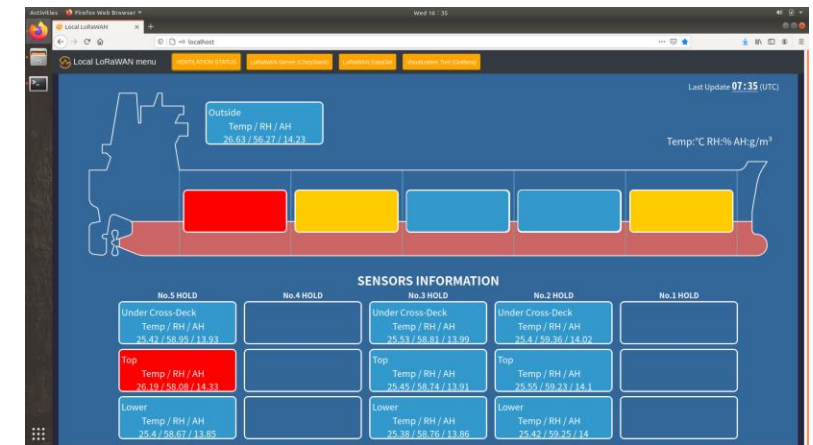 Activities
Firefox Web Browser
Wed 16 : 35
Local LoRaWAN
localhost
Local LoRaWAN menu
VENTILATION STATUS
LoRaWAN Server (ChirpStack)
Visualization Tool (Grafana)
Last Update 07:35 (UTC)
Outside
Temp / RH / AH
26.63 / 56.27 / 14.23
Temp:°C RH:% AH:g/m³
SENSORS INFORMATION
No.5 HOLD
No.4 HOLD
No.3 HOLD
No.2 HOLD
No.1 HOLD
Under Cross-Deck
Temp / RH / AH
25.42 / 58.95 / 13.93
Under Cross-Deck
Temp / RH / AH
25.53 / 58.81 / 13.99
Under Cross-Deck
Temp / RH / AH
25.4 / 59.36 / 14.02
Top
Temp / RH / AH
26.19 / 58.08 / 14.33
Top
Temp / RH / AH
25.45 / 58.74 / 13.91
Top
Temp / RH / AH
25.55 / 59.23 / 14.1
Lower
Temp / RH / AH
25.4 / 58.67 / 13.85
Lower
Temp / RH / AH
25.38 / 58.76 / 13.86
Lower
Temp / RH / AH
25.42 / 59.25 / 14